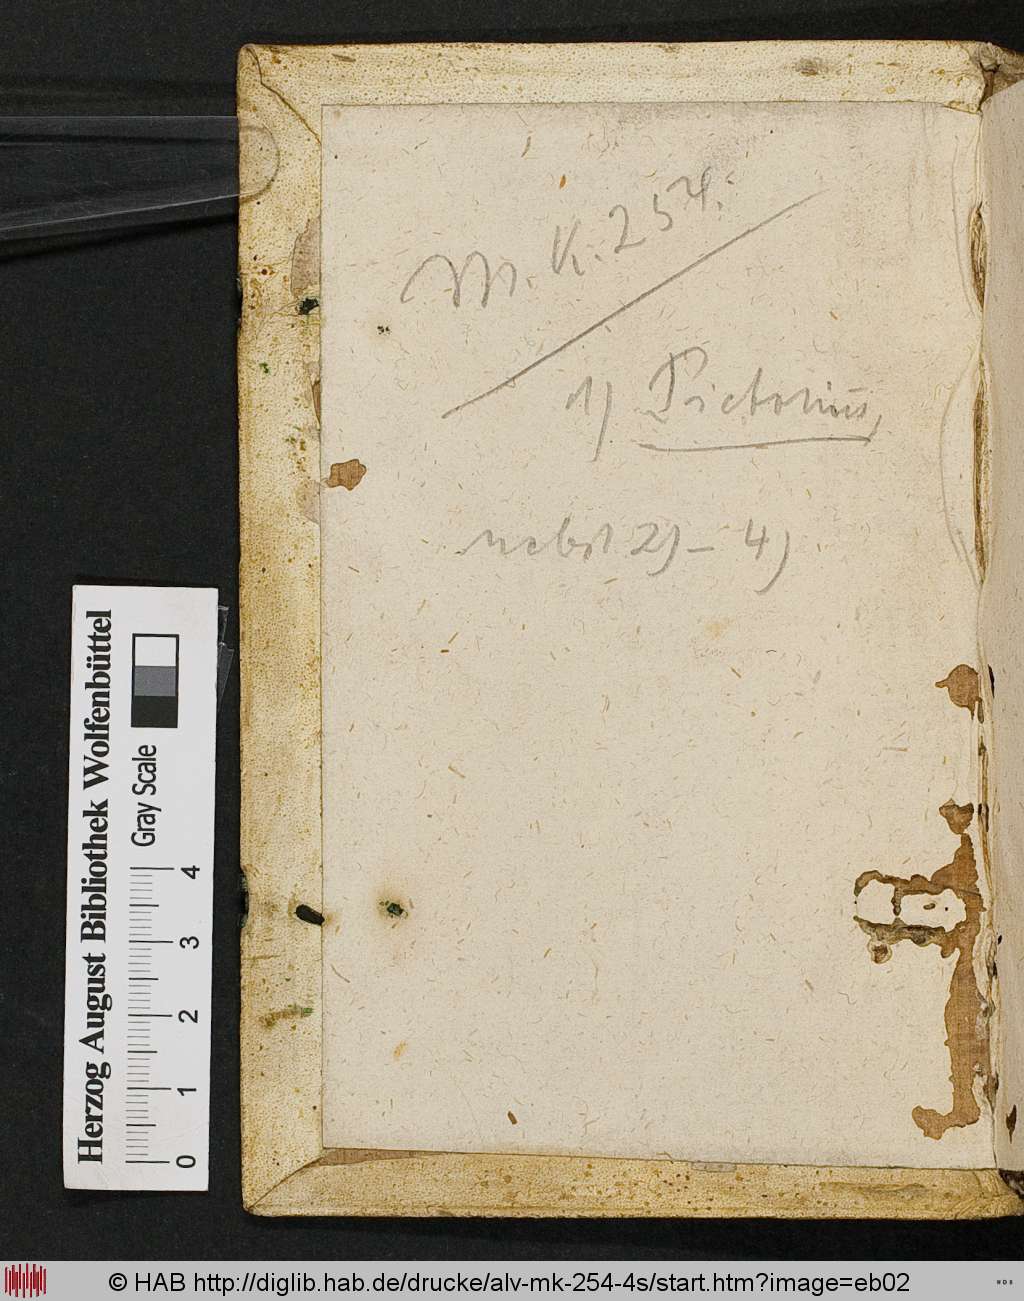 M. K. 254.
1) Pictorius,
nebst 2) – 4)
Herzog August Bibliothek Wolfenbüttel
Gray Scale
0 1 2 3 4
© HAB http://diglib.hab.de/drucke/alv-mk-254-4s/start.htm?image=eb02
WDB